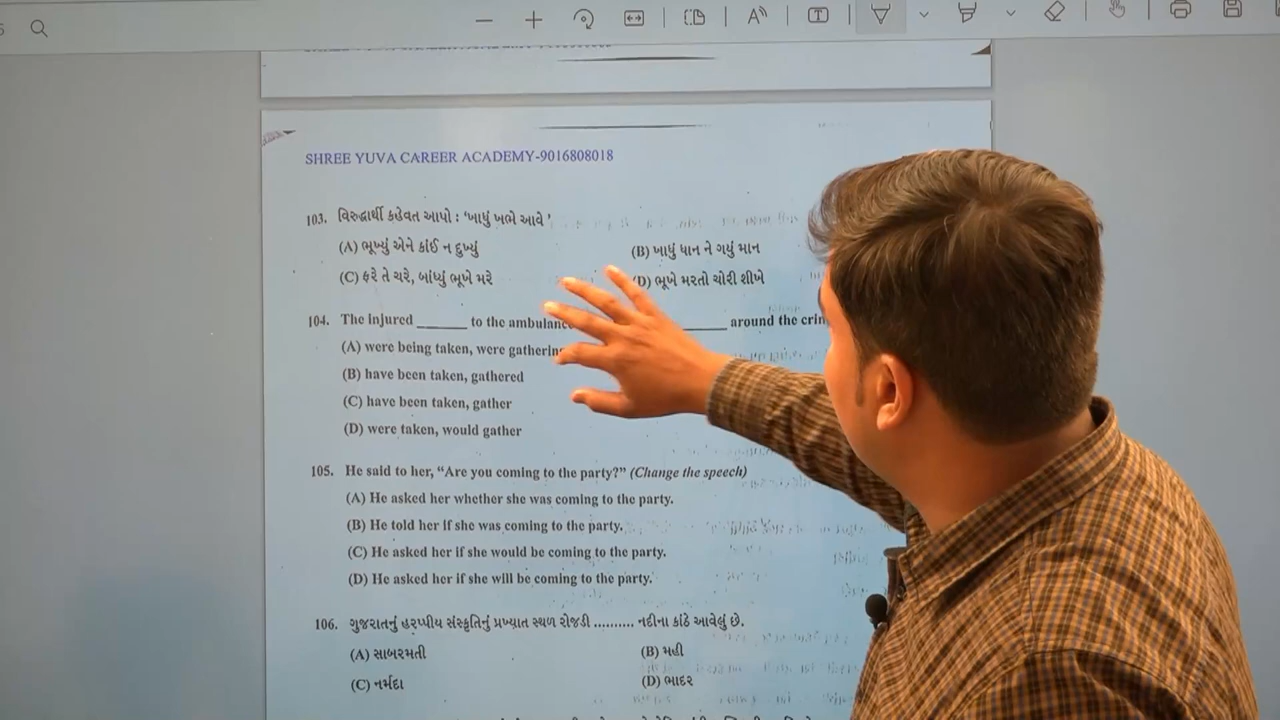 SHREE YUVA CAREER ACADEMY-9016808018
103. વિરુદ્ધાર્થી કહેવત આપો : ‘ખાધું ખભે આવે’
(A) ભૂખ્યું એને કાંઈ ન દુખ્યું (B) ખાધું ધાન ને ગયું માન
(C) ફરે તે ચરે, બાંધ્યું ભૂખે મરે (D) ભૂખે મરતો ચોરી શીખે
104. The injured ______ to the ______ around the
(A) were being taken, were
(B) have been taken, gathered
(C) have been taken, gather
(D) were taken, would gather
105. He said to her, “Are you coming to the party?” (Change the speech)
(A) He asked her whether she was coming to the party.
(B) He told her if she was coming to the party.
(C) He asked her if she would be coming to the party.
(D) He asked her if she will be coming to the party.
106. ગુજરાતનું હરપ્પીય સંસ્કૃતિનું પ્રખ્યાત સ્થળ રોજડી .......... નદીના કાંઠે આવેલું છે.
(A) સાબરમતી (B) મહી
(C) નર્મદા (D) ભાદર